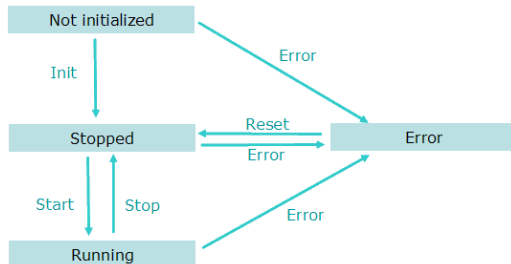 Not initialized
Error
Init
Reset
Stopped
Error
Error
Start
Stop
Error
Running